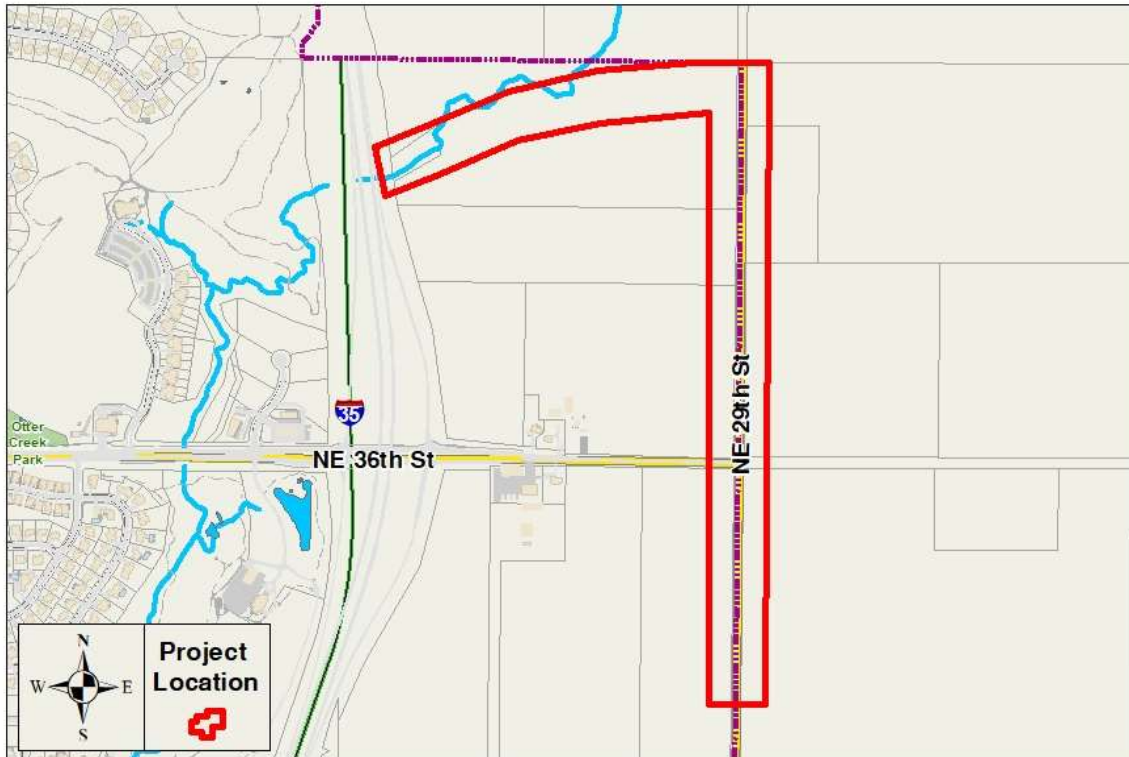 35
NE 36th St
NE 29th St
Otter
Creek
Park
N
W
E
S
Project
Location